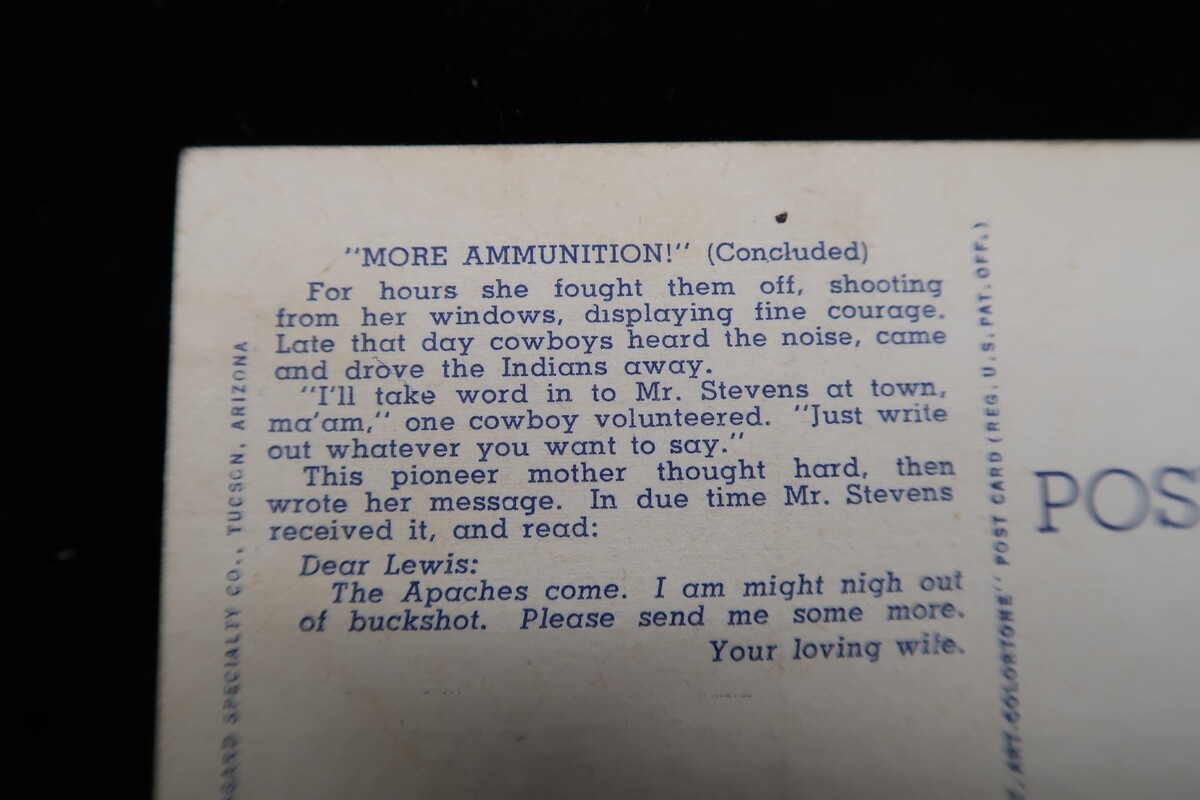 "MORE AMMUNITION!" (Concluded)
For hours she fought them off, shooting
from her windows, displaying fine courage.
Late that day cowboys heard the noise, came
and drove the Indians away.
"I'll take word in to Mr. Stevens at town,
ma'am," one cowboy volunteered. "Just write
out whatever you want to say."
This pioneer mother thought hard, then
wrote her message. In due time Mr. Stevens
received it, and read:
Dear Lewis:
The Apaches come. I am might nigh out
of buckshot. Please send me some more.
Your loving wife.
SPECIALTY CO., TUCSON, ARIZONA
ART-COLORTONE" POST CARD (REG. U.S. PAT. OFF.)
POS